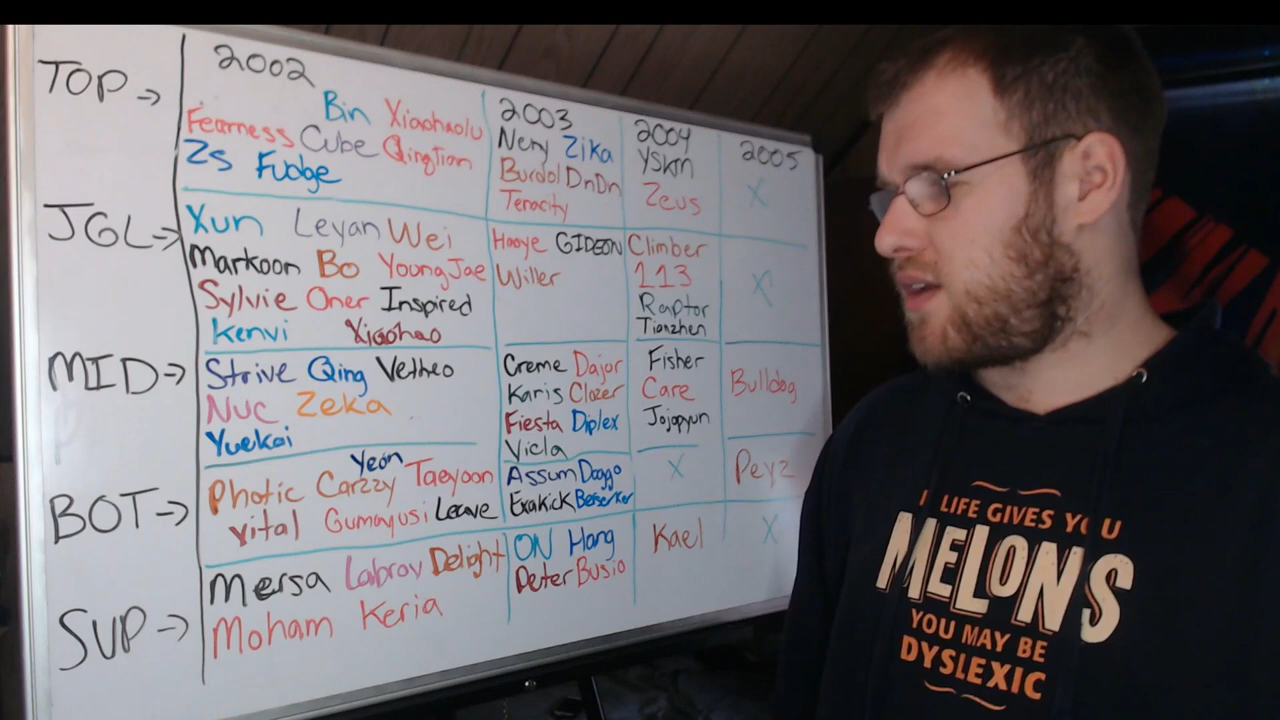 TOP->
2002
2003
2004
2005
Bin Xiaohaolu
Fearness Cube QingTian
Zs Fudge
Nery Zika
Burdol DnDn
Terocity
YSKM
Zeus
X
JGL->
Xun Leyan Wei
Markoon Bo YoungJae
Sylvie Oner Inspired
Kenvi Xiaohao
Haoye GIDEON
Willer
Climber
113
Raptor
Tianzhen
X
MID->
Strive Qing Vetheo
Nuc Zeka
Yuekai
Creme Dajor
Karis Clozer
Fiesta Diplex
Vicla
Fisher
Care
Jojopyun
Bulldog
BOT->
Yeon
Photic Carzzy Taeyoon
Vital Gumayusi Leave
Assum Doggo
Exakick Berserker
X
Peyz
SUP->
Mersa Labrov Delight
Moham Keria
ON Hang
Peter Busio
Kael
X
LIFE GIVES YOU
MELONS
YOU MAY BE
DYSLEXIC